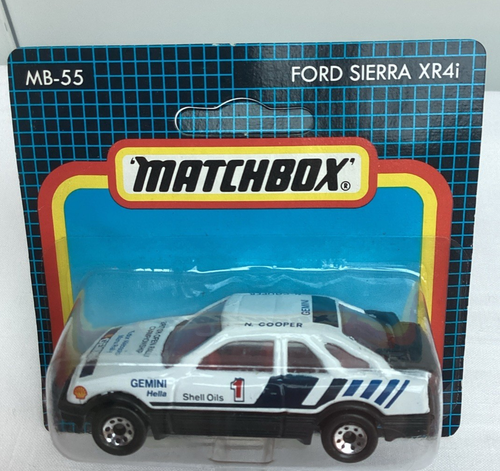 MB-55
FORD SIERRA XR4i
'MATCHBOX'®
N. COOPER
GEMINI
GEMINI
Hella
Shell Oils
1